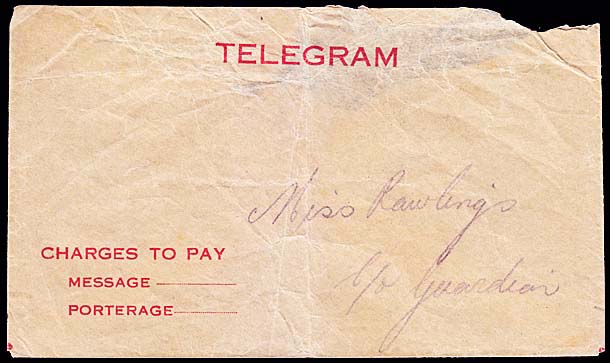 TELEGRAM
Miss Rawlings
c/o Guardian
CHARGES TO PAY
MESSAGE
PORTERAGE